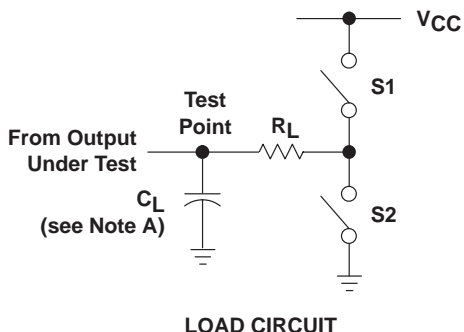 VCC
S1
Test
Point
RL
From Output
Under Test
CL
(see Note A)
S2
LOAD CIRCUIT